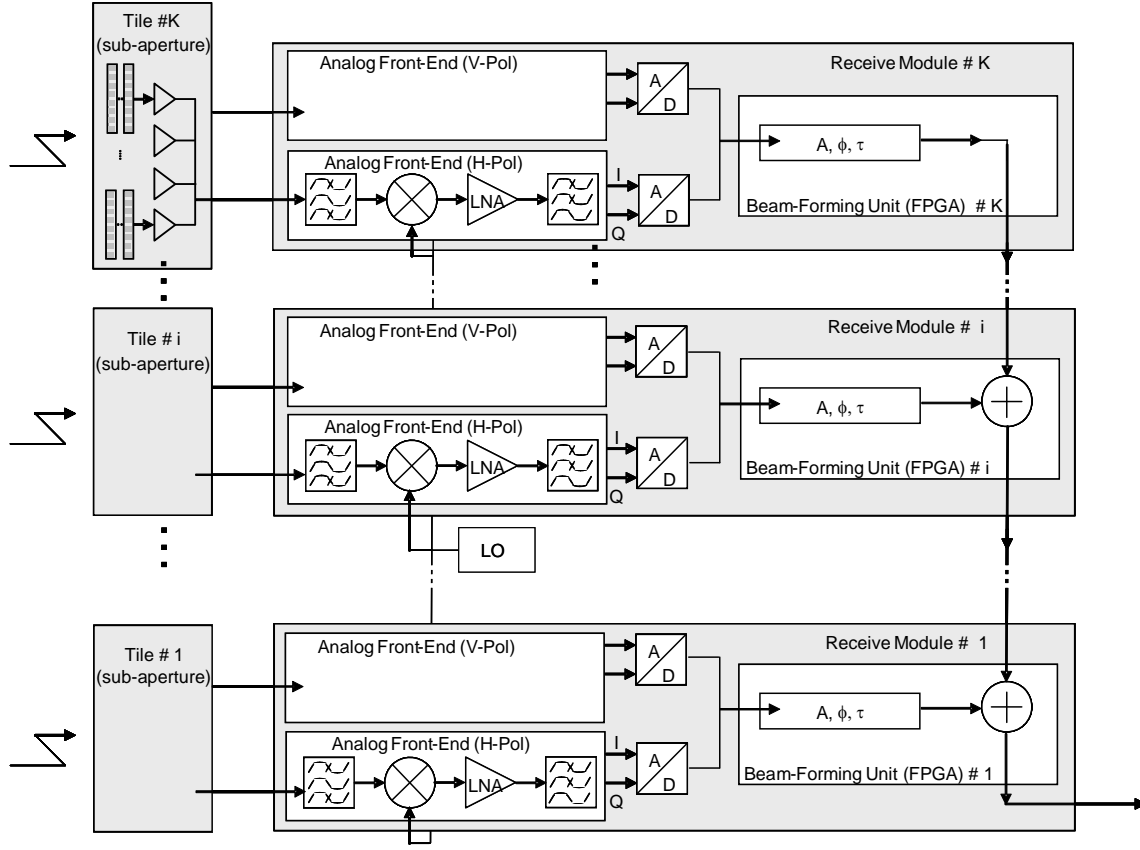 Tile #K
(sub-aperture)
Analog Front-End (V-Pol)
Receive Module # K
A
D
A, ϕ, τ
Analog Front-End (H-Pol)
LNA
I
Q
A
D
Beam-Forming Unit (FPGA) # K
Tile # i
(sub-aperture)
Analog Front-End (V-Pol)
Receive Module # i
A
D
A, ϕ, τ
Analog Front-End (H-Pol)
LNA
I
Q
A
D
Beam-Forming Unit (FPGA) # i
LO
Tile # 1
(sub-aperture)
Analog Front-End (V-Pol)
Receive Module # 1
A
D
A, ϕ, τ
Analog Front-End (H-Pol)
LNA
I
Q
A
D
Beam-Forming Unit (FPGA) # 1